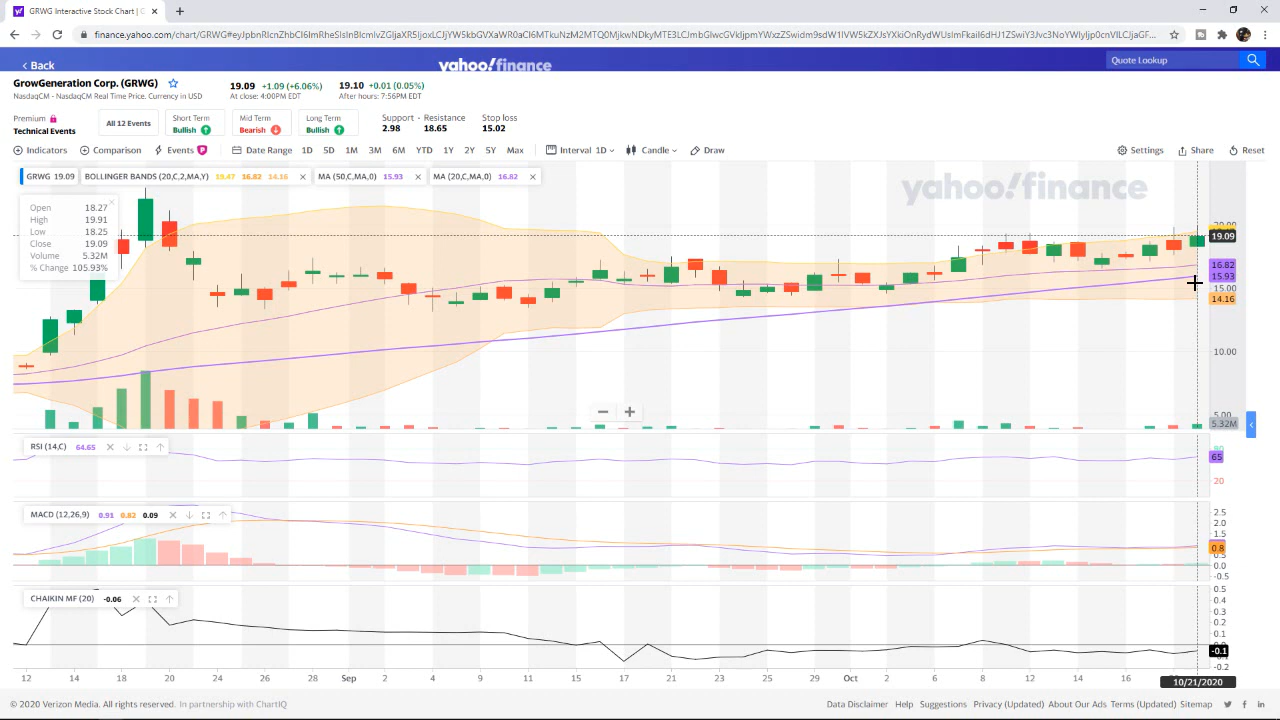 GRWG Interactive Stock Chart | G
finance.yahoo.com/chart/GRWG
Back
yahoo!finance
Quote Lookup
GrowGeneration Corp. (GRWG)
NasdaqCM - NasdaqCM Real Time Price. Currency in USD
19.09 +1.09 (+6.06%)
At close: 4:00PM EDT
19.10 +0.01 (0.05%)
After hours: 7:56PM EDT
Premium
Technical Events
All 12 Events
Short Term
Bullish
Mid Term
Bearish
Long Term
Bullish
Support - Resistance
2.98 18.65
Stop loss
15.02
Indicators Comparison Events P Date Range 1D 5D 1M 3M 6M YTD 1Y 2Y 5Y Max Interval 1D Candle Draw Settings Share Reset
GRWG 19.09 BOLLINGER BANDS (20,C,2,MA,Y) 19.47 16.82 14.16 MA (50,C,MA,0) 15.93 MA (20,C,MA,0) 16.82
yahoo!finance
Open 18.27
High 19.91
Low 18.25
Close 19.09
Volume 5.32M
% Change 105.93%
20.00
19.09
16.82
15.93
15.00
14.16
10.00
5.00
5.32M
RSI (14,C) 64.65
80
65
20
MACD (12,26,9) 0.91 0.82 0.09
2.5
2.0
1.5
0.8
0.5
0.0
-0.5
CHAIKIN MF (20) -0.06
0.5
0.4
0.3
0.2
0.1
0.0
-0.1
-0.2
12 14 18 20 24 26 28 Sep 2 4 9 11 15 17 21 23 25 29 Oct 2 6 8 12 14 16
10/21/2020
© 2020 Verizon Media. All rights reserved. In partnership with ChartIQ
Data Disclaimer Help Suggestions Privacy (Updated) About Our Ads Terms (Updated) Sitemap